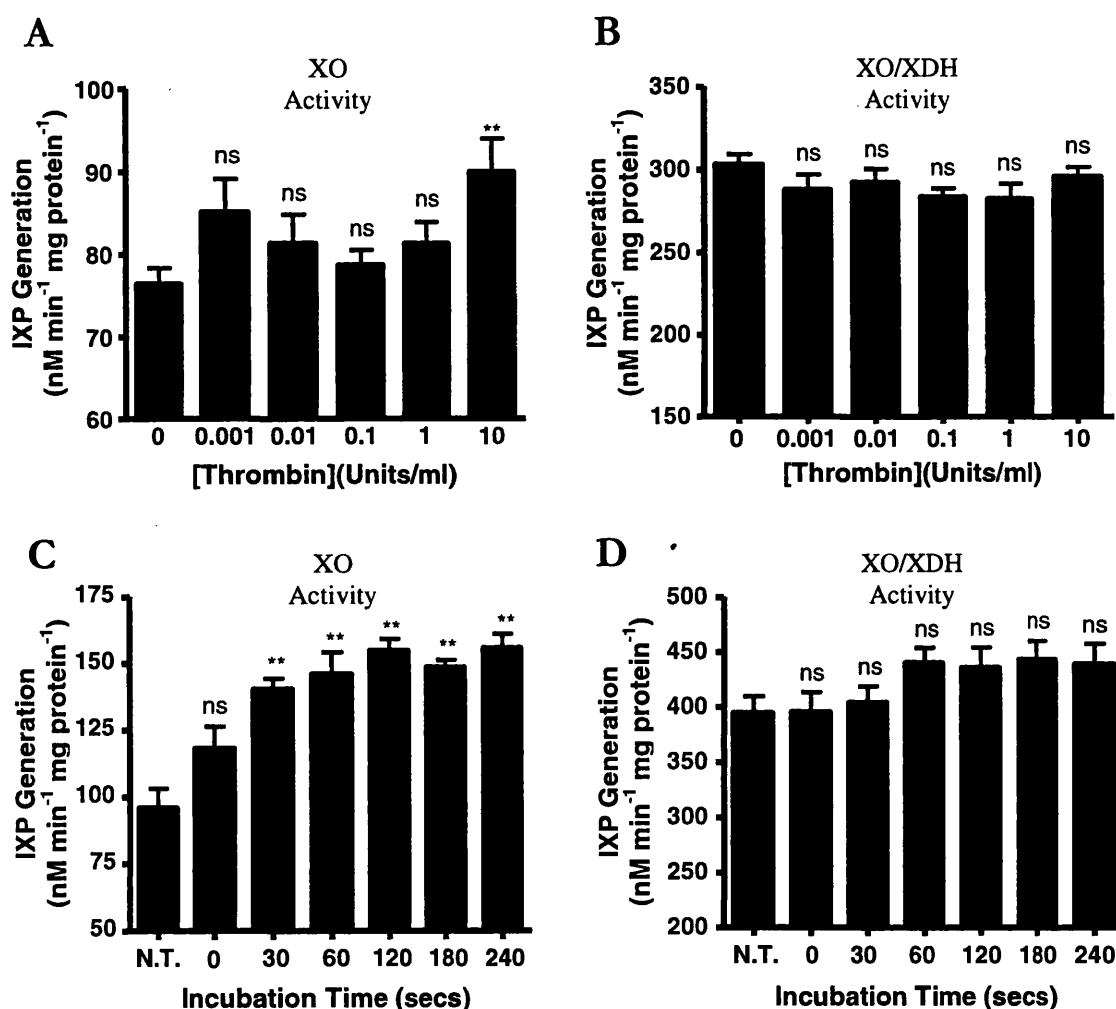 A
XO
Activity
IXP Generation
(nM min⁻¹ mg protein⁻¹)
100
90
80
70
60
ns
ns
ns
ns
**
0 0.001 0.01 0.1 1 10
[Thrombin](Units/ml)
B
XO/XDH
Activity
IXP Generation
(nM min⁻¹ mg protein⁻¹)
350
300
250
200
150
ns
ns
ns
ns
ns
0 0.001 0.01 0.1 1 10
[Thrombin](Units/ml)
C
XO
Activity
IXP Generation
(nM min⁻¹ mg protein⁻¹)
175
150
125
100
75
50
ns
**
**
**
**
**
N.T. 0 30 60 120 180 240
Incubation Time (secs)
D
XO/XDH
Activity
IXP Generation
(nM min⁻¹ mg protein⁻¹)
500
450
400
350
300
250
200
ns
ns
ns
ns
ns
ns
N.T. 0 30 60 120 180 240
Incubation Time (secs)